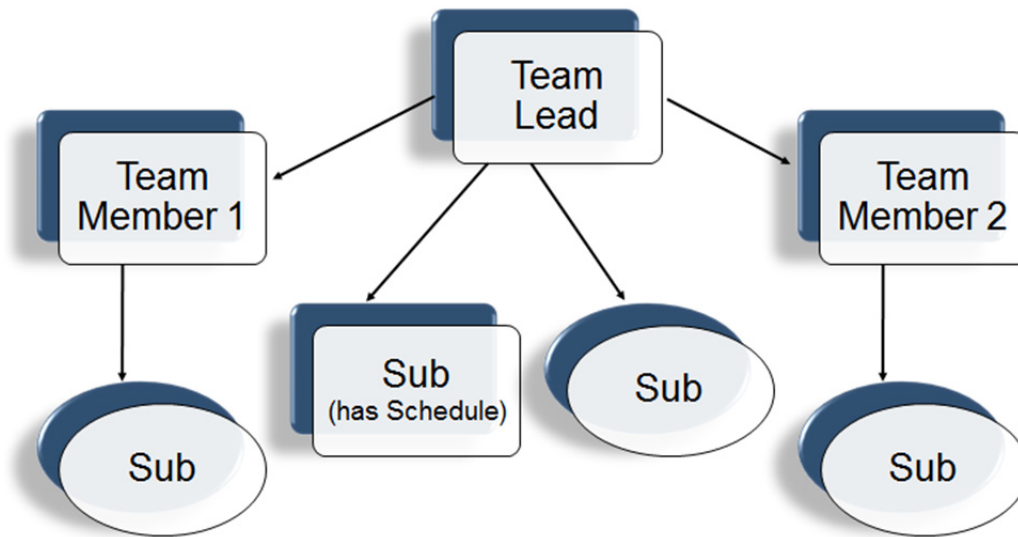 Team
Lead
Team
Member 1
Team
Member 2
Sub
(has Schedule)
Sub
Sub
Sub